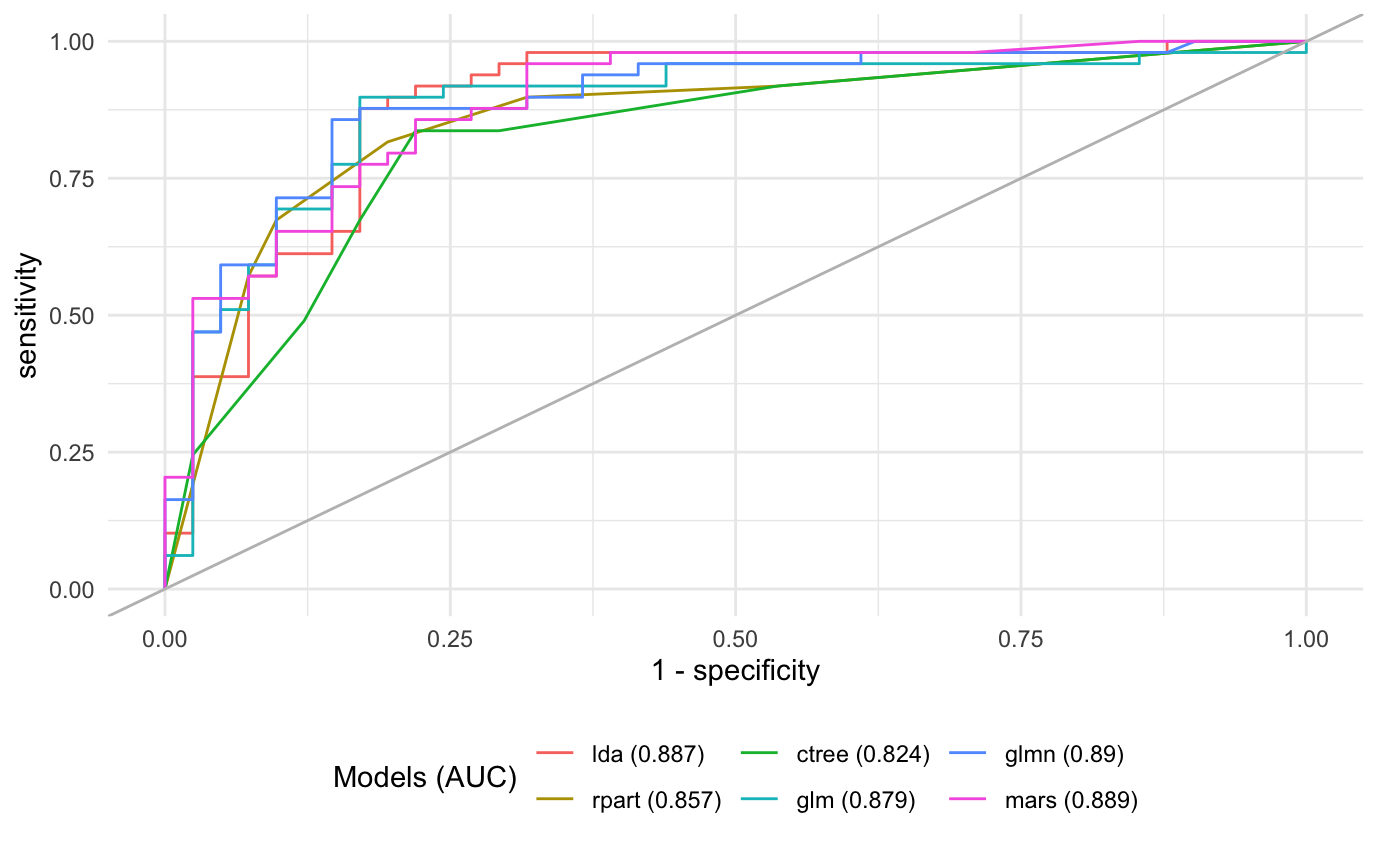 1.00
0.75
0.50
0.25
0.00
sensitivity
0.00 0.25 0.50 0.75 1.00
1 - specificity
Models (AUC)
lda (0.887) ctree (0.824) glmn (0.89)
rpart (0.857) glm (0.879) mars (0.889)